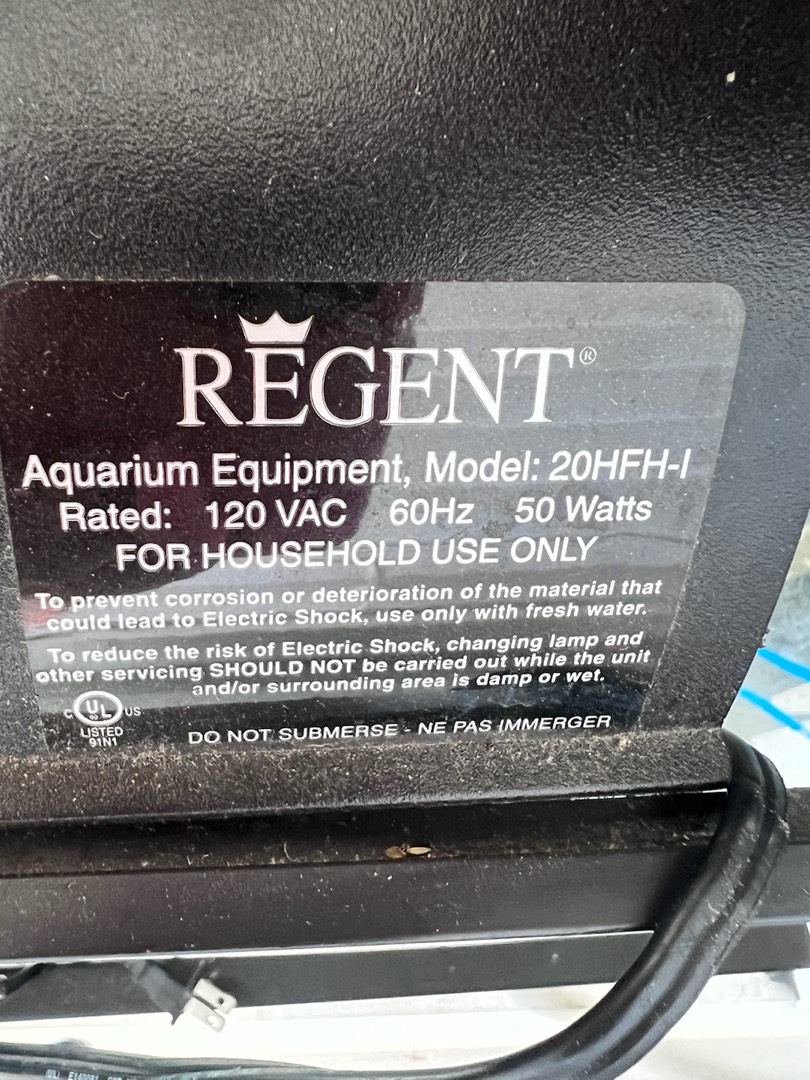 REGENT®
Aquarium Equipment, Model: 20HFH-I
Rated: 120 VAC 60Hz 50 Watts
FOR HOUSEHOLD USE ONLY
To prevent corrosion or deterioration of the material that
could lead to Electric Shock, use only with fresh water.
To reduce the risk of Electric Shock, changing lamp and
other servicing SHOULD NOT be carried out while the unit
and/or surrounding area is damp or wet.
C UL US
LISTED
91N1
DO NOT SUBMERSE - NE PAS IMMERGER